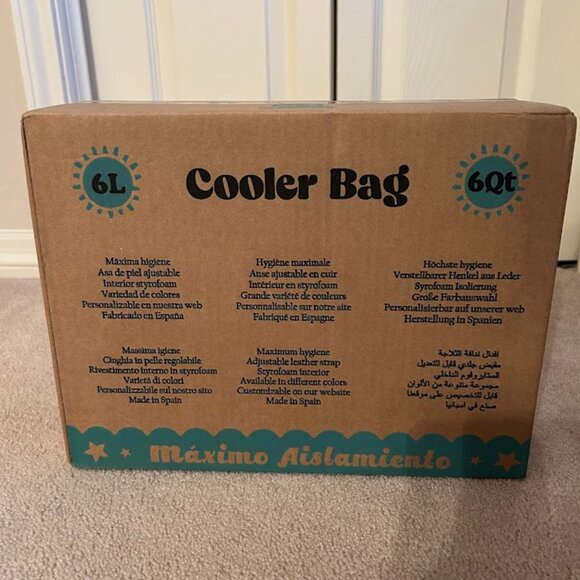 6L
Cooler Bag
6Qt
Máxima higiene
Asa de piel ajustable
Interior styrofoam
Variedad de colores
Personalizable en nuestra web
Fabricado en España
Hygiène maximale
Anse ajustable en cuir
Intérieur en styrofoam
Grande variété de couleurs
Personnalisable sur notre site
Fabriqué en Espagne
Höchste hygiene
Verstellbarer Henkel aus Leder
Syrofoam Isolierung
Große Farbauswahl
Personalisierbar auf unserer web
Herstellung in Spanien
Massima igiene
Cinghia in pelle regolabile
Rivestimento interno in styrofoam
Varietà di colori
Personalizzabile sul nostro sito
Made in Spain
Maximum hygiene
Adjustable leather strap
Styrofoam interior
Available in different colors
Customizable on our website
Made in Spain
نظافة الثلاجة
مقبض جلدي قابل للتعديل
الستايروفوم الداخلي
مجموعة متنوعة من الألوان
قابل للتخصيص على موقعنا
صنع في اسبانيا
Máximo Aislamiento